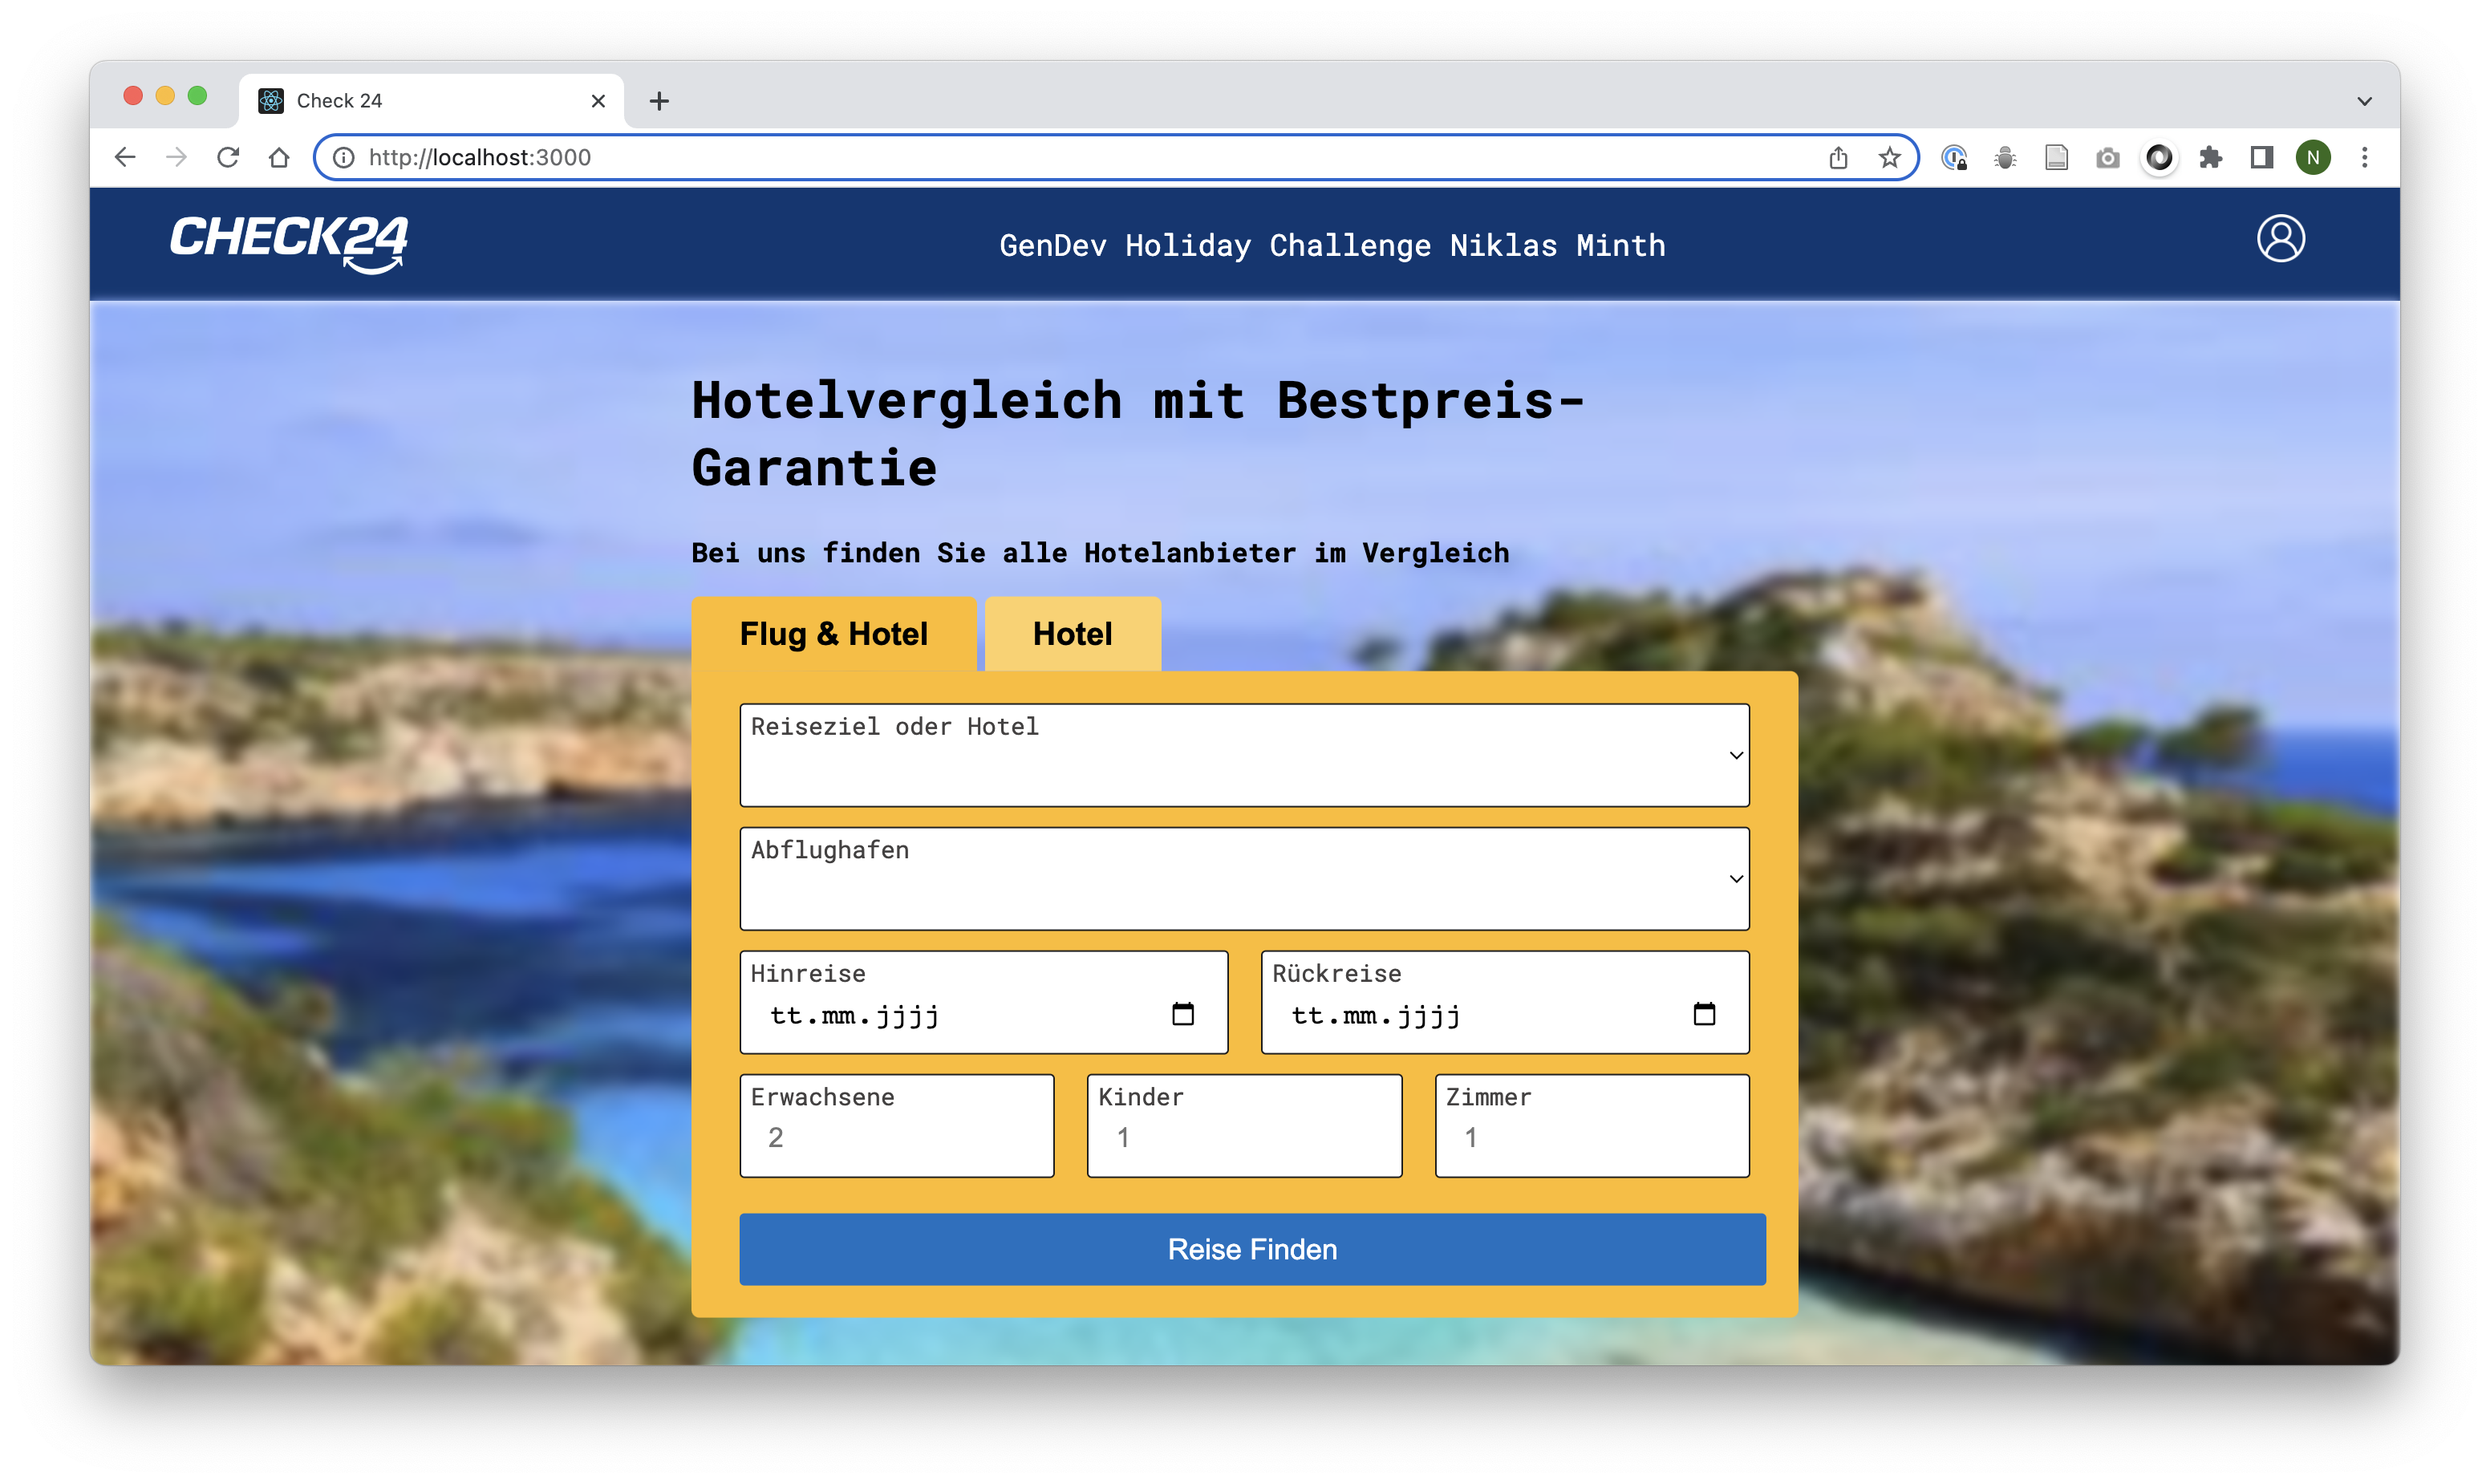 Check 24
http://localhost:3000
N
CHECK24
GenDev Holiday Challenge Niklas Minth
Hotelvergleich mit Bestpreis-
Garantie
Bei uns finden Sie alle Hotelanbieter im Vergleich
Flug & Hotel
Hotel
Reiseziel oder Hotel
Abflughafen
Hinreise
Rückreise
tt.mm.jjjj
tt.mm.jjjj
Erwachsene
Kinder
Zimmer
2
1
1
Reise Finden